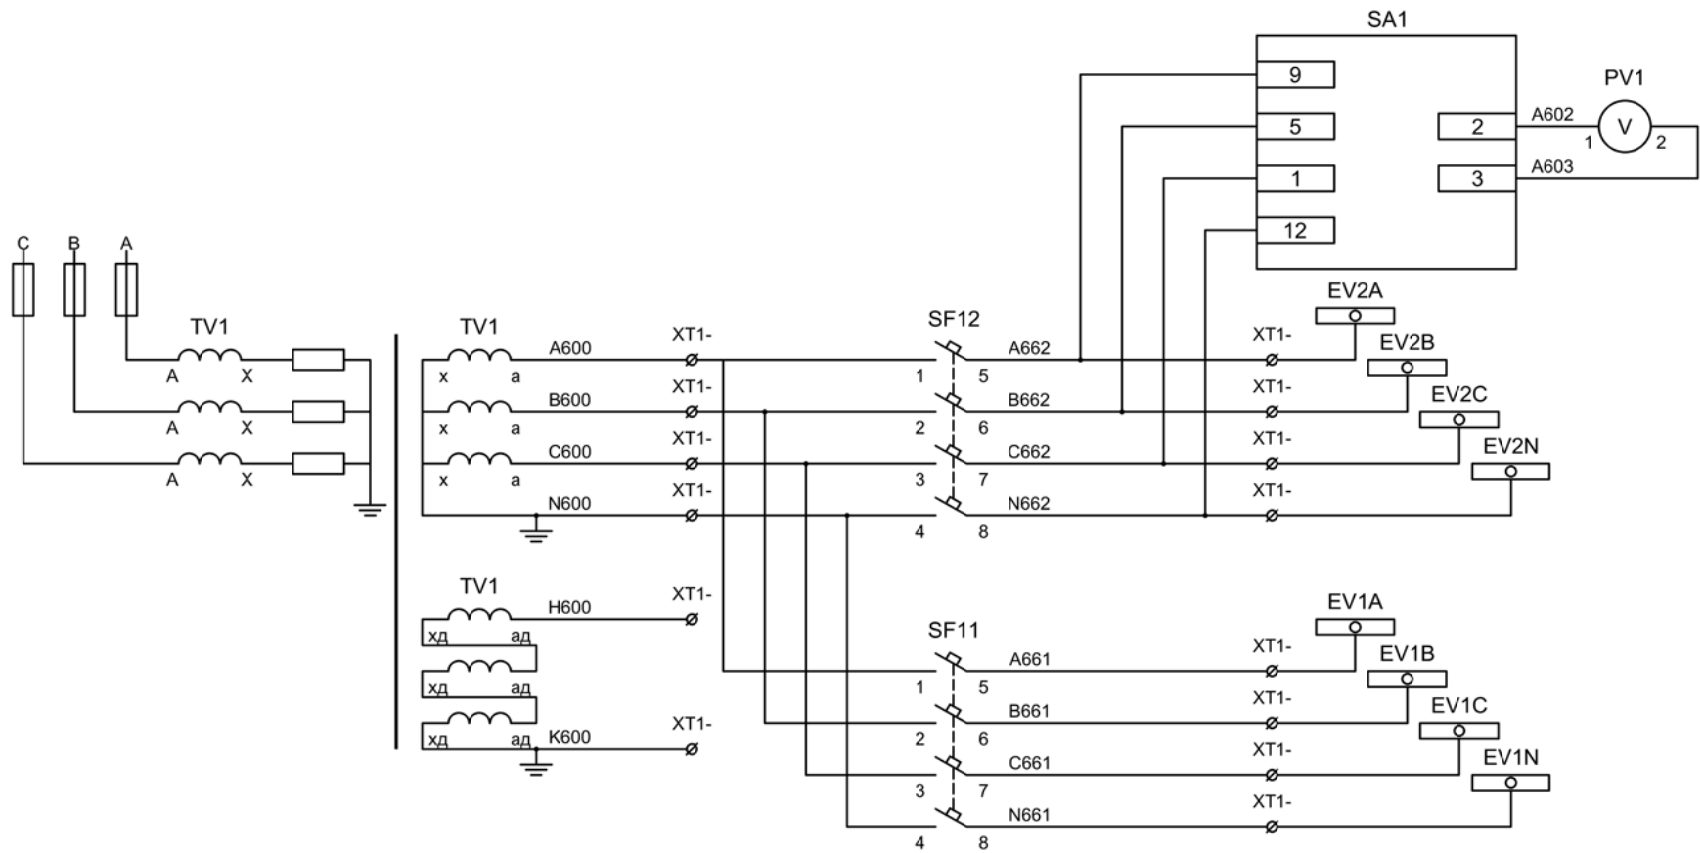 SA1
9
PV1
5
2
A602
V
1
2
1
3
A603
12
C
B
A
EV2A
TV1
TV1
A600
XT1-
SF12
A662
XT1-
EV2B
A
X
х
а
1
5
B600
XT1-
B662
XT1-
EV2C
A
X
х
а
2
6
C600
XT1-
C662
XT1-
EV2N
A
X
х
а
3
7
N600
XT1-
N662
XT1-
4
8
TV1
H600
XT1-
EV1A
хд
ад
SF11
A661
XT1-
EV1B
хд
ад
1
5
B661
XT1-
EV1C
хд
ад
K600
XT1-
2
6
C661
XT1-
EV1N
3
7
N661
XT1-
4
8